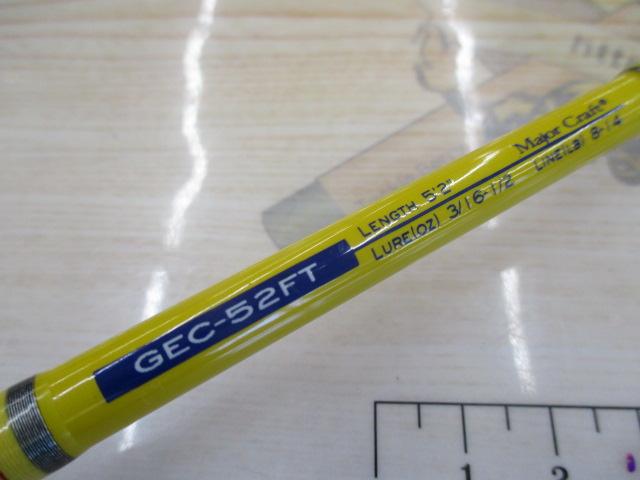 GEC-52FT
LENGTH 5'2"
LURE(OZ) 3/16-1/2
Major Craft®
LINE(LB) 8-14
1 2